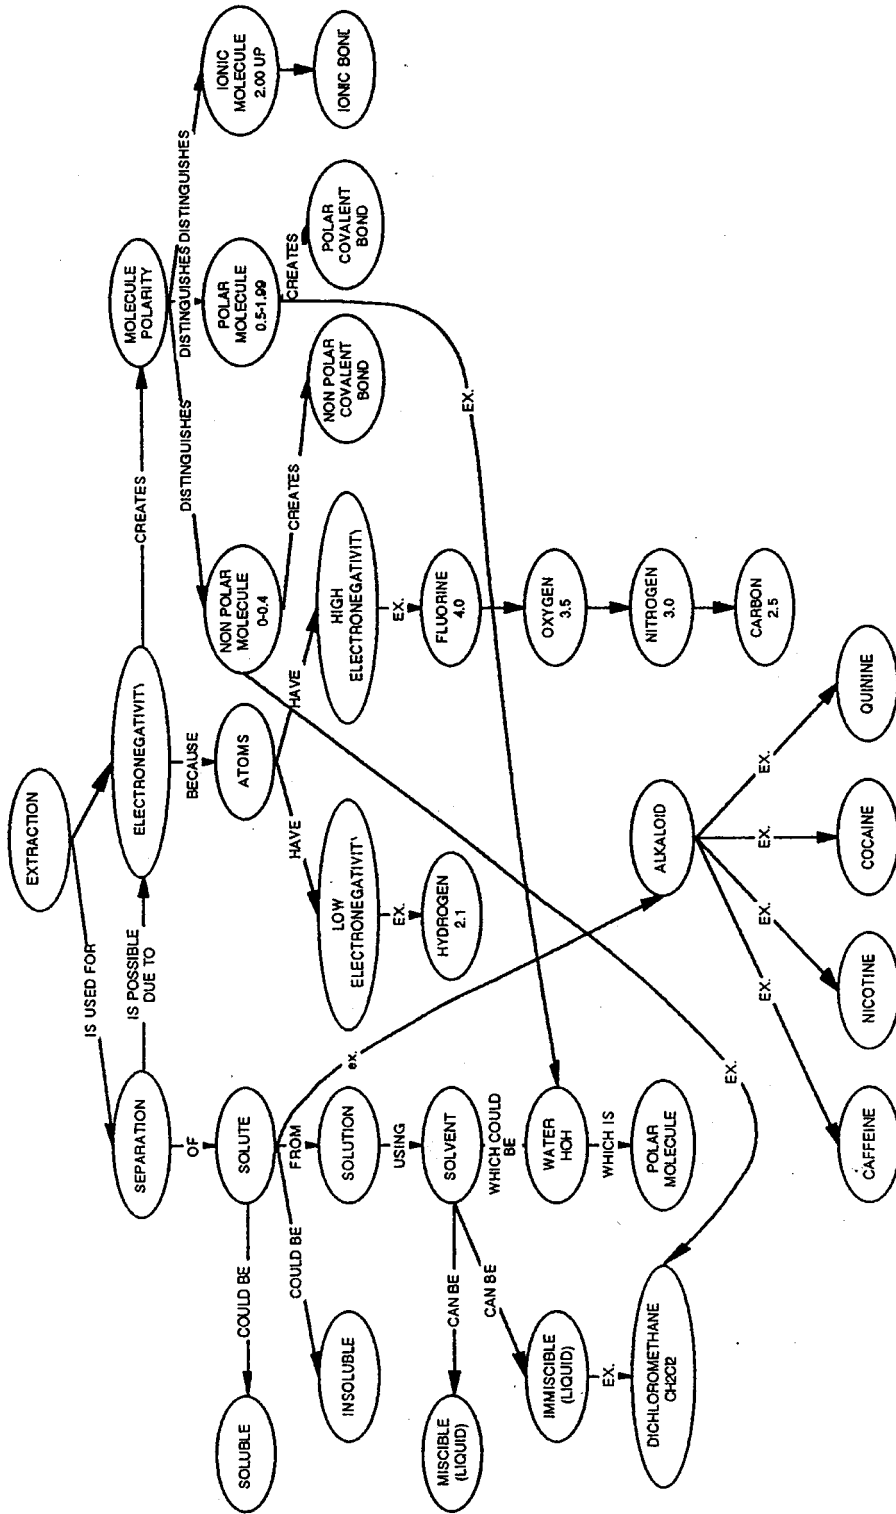 EXTRACTION
IS USED FOR
SEPARATION
IS POSSIBLE
DUE TO
ELECTRONEGATIVITY
CREATES
MOLECULE
POLARITY
OF
BECAUSE
DISTINGUISHES
DISTINGUISHES
DISTINGUISHES
SOLUBLE
COULD BE
SOLUTE
ATOMS
NON POLAR
MOLECULE
0-0.4
POLAR
MOLECULE
0.5-1.99
IONIC
MOLECULE
2.00 UP
COULD BE
FROM
ex.
HAVE
HAVE
CREATES
CREATES
INSOLUBLE
SOLUTION
LOW
ELECTRONEGATIVITY
HIGH
ELECTRONEGATIVITY
NON POLAR
COVALENT
BOND
POLAR
COVALENT
BOND
IONIC BOND
USING
EX.
EX.
MISCIBLE
(LIQUID)
CAN BE
SOLVENT
HYDROGEN
2.1
FLUORINE
4.0
EX.
CAN BE
WHICH COULD
BE
IMMISCIBLE
(LIQUID)
WATER
HOH
OXYGEN
3.5
EX.
WHICH IS
DICHLOROMETHANE
CH2Cl2
POLAR
MOLECULE
ALKALOID
NITROGEN
3.0
EX.
CARBON
2.5
EX.
EX.
EX.
EX.
CAFFEINE
NICOTINE
COCAINE
QUININE